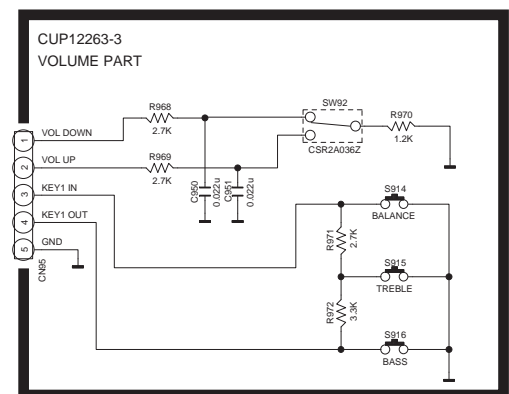 CUP12263-3
VOLUME PART
SW92
R968
2.7K
R970
1.2K
CSR2A036Z
1 VOL DOWN
2 VOL UP
R969
2.7K
C950
0.022u
C951
0.022u
3 KEY1 IN
4 KEY1 OUT
5 GND
CN95
S914
BALANCE
R971
2.7K
S915
TREBLE
R972
3.3K
S916
BASS